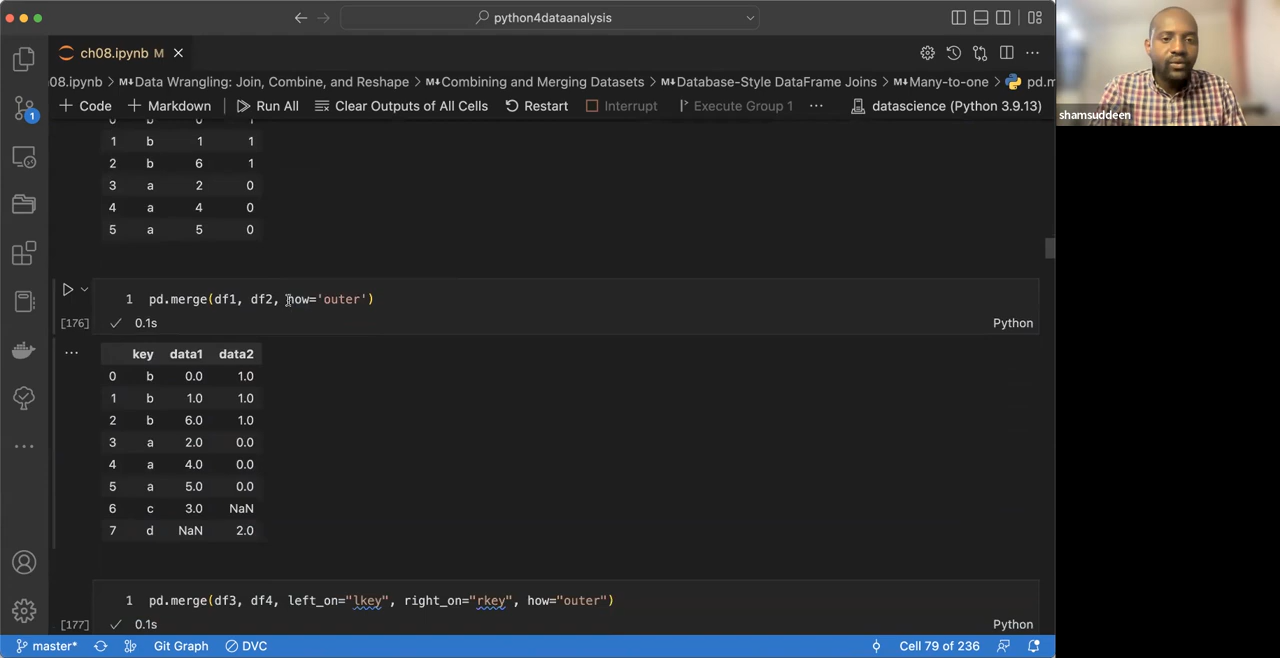 python4dataanalysis
ch08.ipynb M
08.ipynb > M↓Data Wrangling: Join, Combine, and Reshape > M↓Combining and Merging Datasets > M↓Database-Style DataFrame Joins > M↓Many-to-one > pd.m
+ Code + Markdown Run All Clear Outputs of All Cells Restart Interrupt Execute Group 1 ... datascience (Python 3.9.13)
shamsuddeen
1
0 b 0 1
1 b 1 1
2 b 6 1
3 a 2 0
4 a 4 0
5 a 5 0
1 pd.merge(df1, df2, how='outer')
[176] 0.1s Python
... key data1 data2
0 b 0.0 1.0
1 b 1.0 1.0
2 b 6.0 1.0
3 a 2.0 0.0
4 a 4.0 0.0
5 a 5.0 0.0
6 c 3.0 NaN
7 d NaN 2.0
1 pd.merge(df3, df4, left_on="lkey", right_on="rkey", how="outer")
[177] 0.1s Python
master* Git Graph DVC Cell 79 of 236